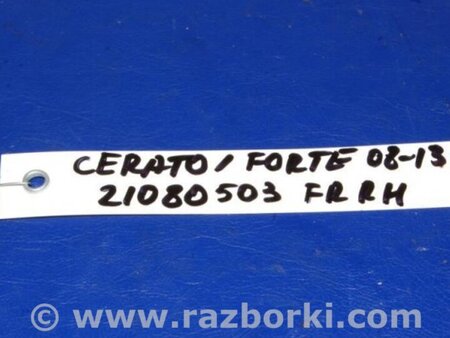 CERATO / FORTE 08-13
21080503 FR RH
© www.razborki.com